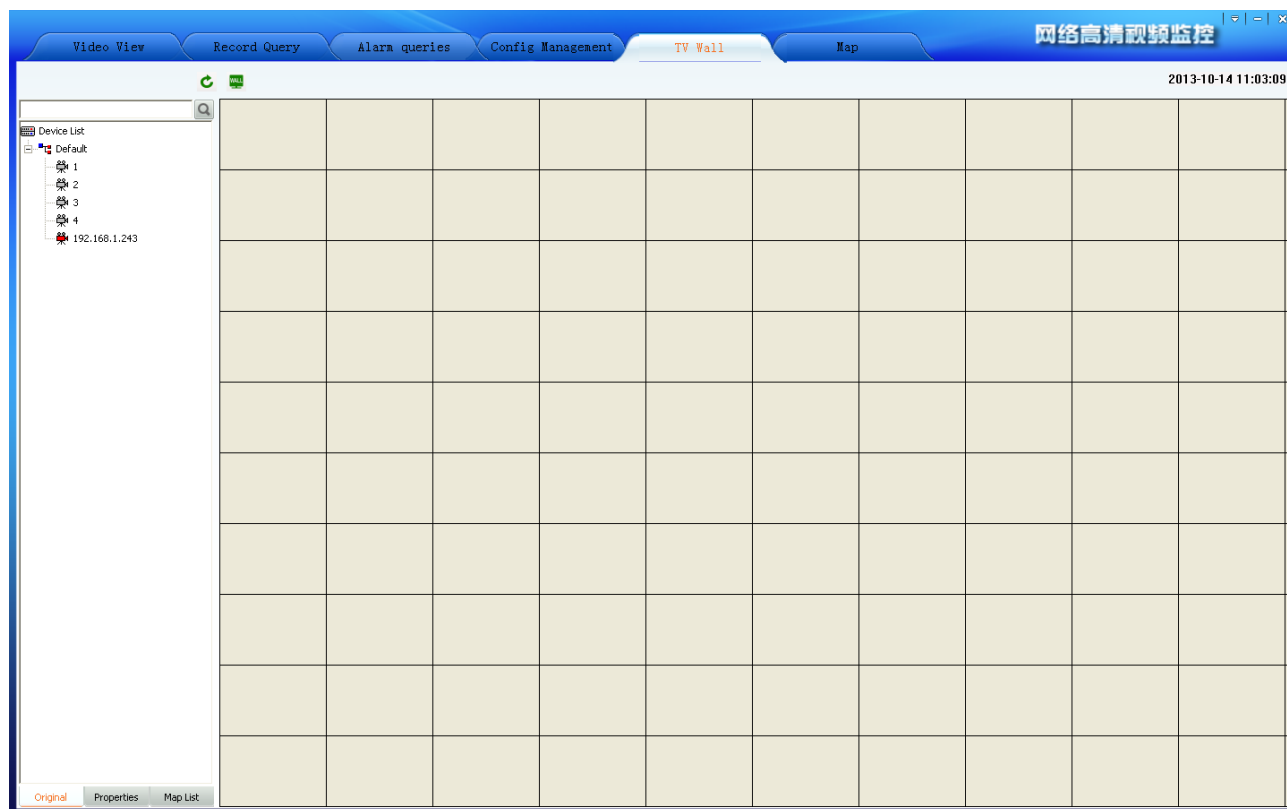 Video View Record Query Alarm queries Config Management TV Wall Map 网络高清视频监控
WALL 2013-10-14 11:03:09
Device List
Default
1
2
3
4
192.168.1.243
Original Properties Map List